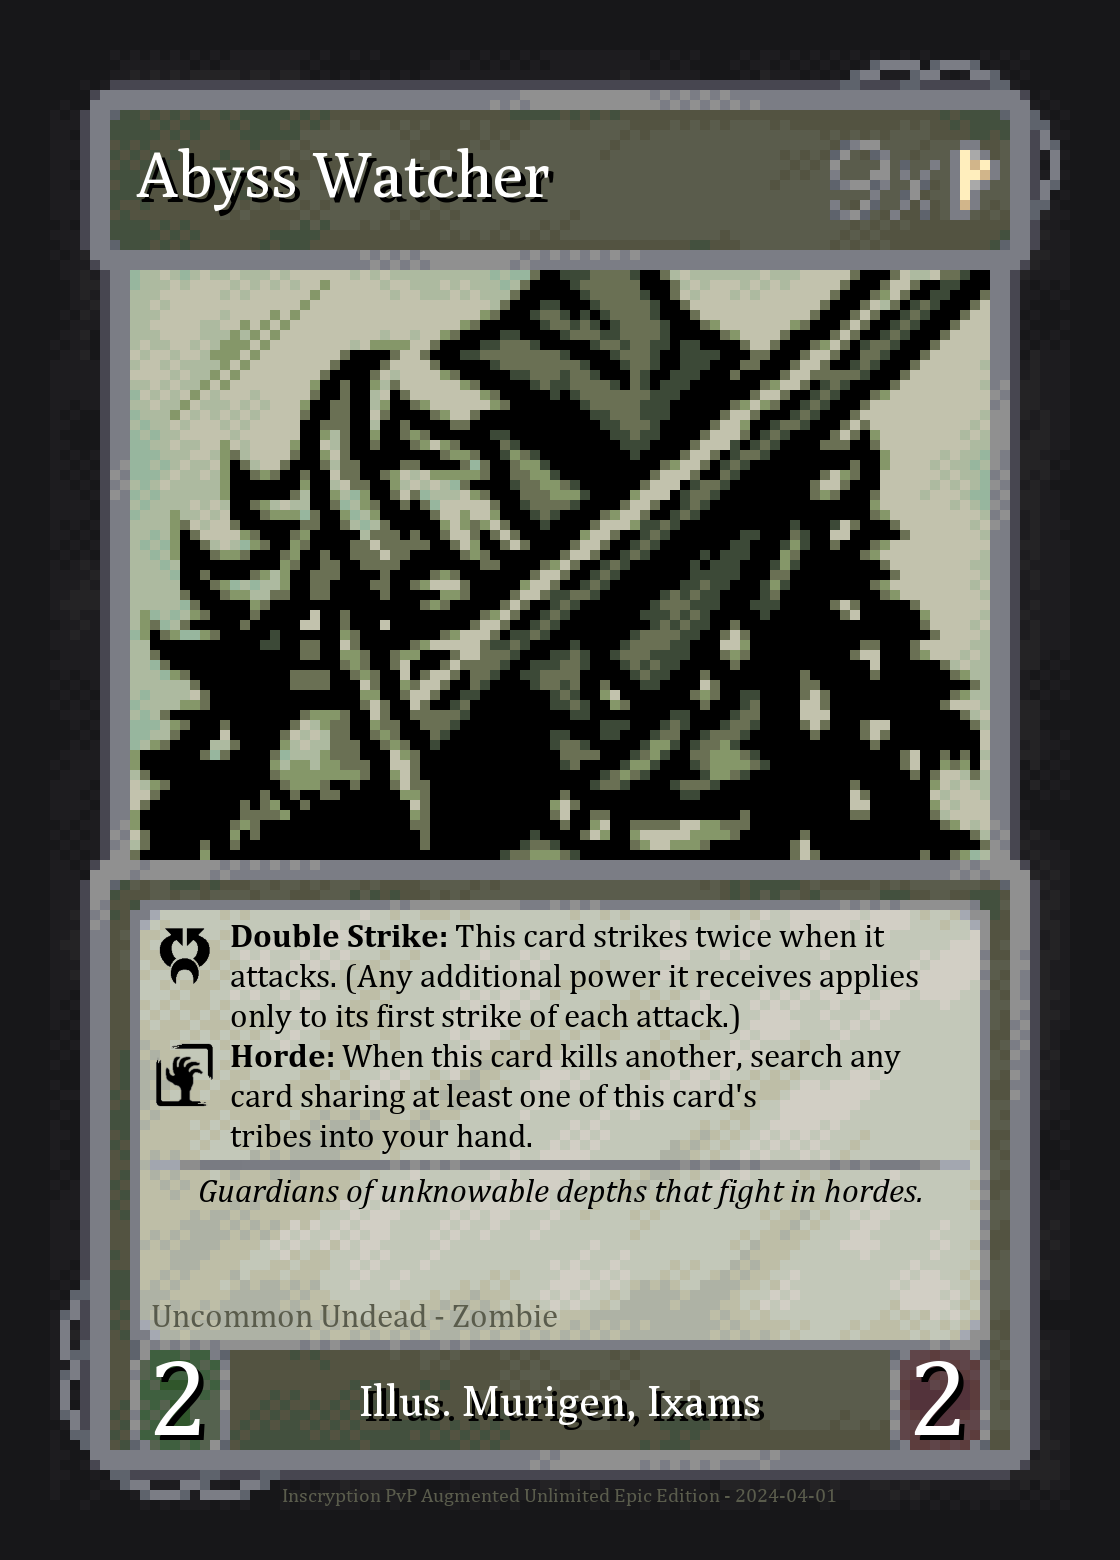 Abyss Watcher
9x
Double Strike: This card strikes twice when it
attacks. (Any additional power it receives applies
only to its first strike of each attack.)
Horde: When this card kills another, search any
card sharing at least one of this card's
tribes into your hand.
Guardians of unknowable depths that fight in hordes.
Uncommon Undead - Zombie
2
Illus. Murigen, Ixams
2
Inscryption PvP Augmented Unlimited Epic Edition - 2024-04-01